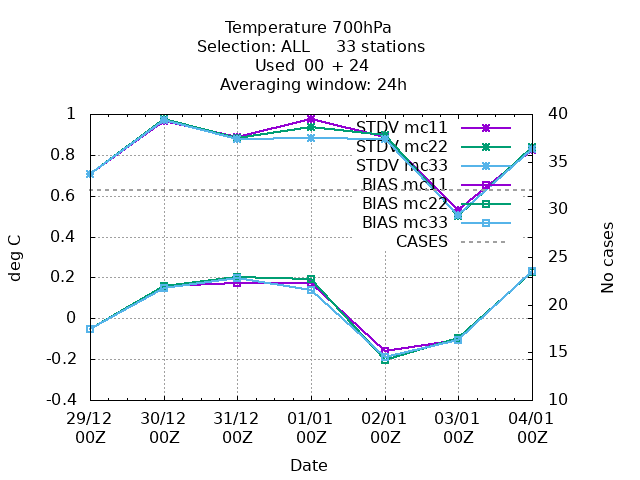 Temperature 700hPa
Selection: ALL 33 stations
Used 00 + 24
Averaging window: 24h
1
0.8
0.6
0.4
0.2
0
-0.2
-0.4
deg C
40
35
30
25
20
15
10
No cases
STDV mc11
STDV mc22
STDV mc33
BIAS mc11
BIAS mc22
BIAS mc33
CASES
29/12 30/12 31/12 01/01 02/01 03/01 04/01
00Z 00Z 00Z 00Z 00Z 00Z 00Z
Date